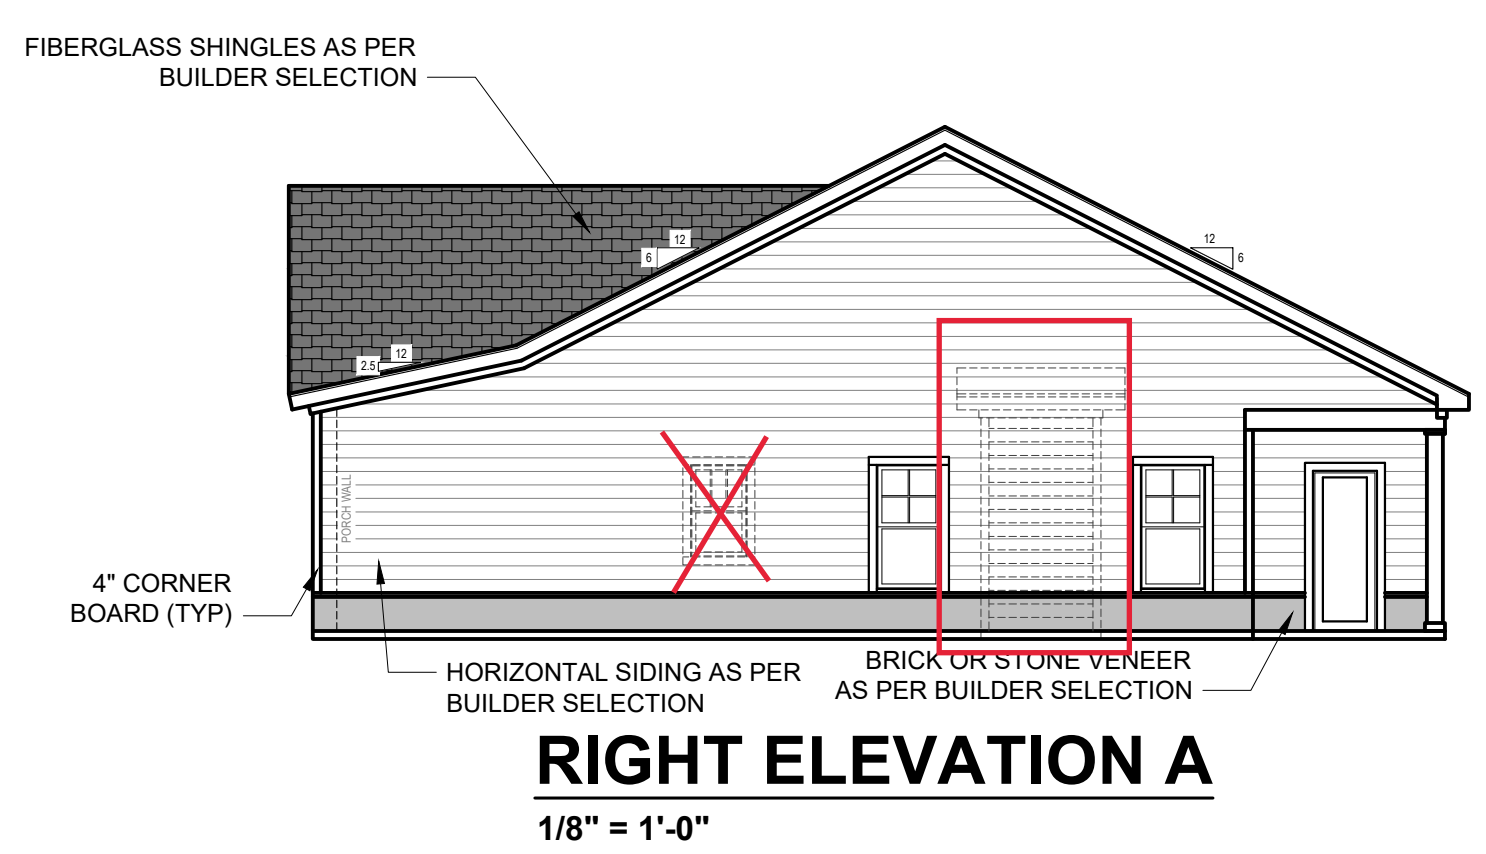 FIBERGLASS SHINGLES AS PER
BUILDER SELECTION
12
6
12
6
12
2.5
PORCH WALL
4" CORNER
BOARD (TYP)
HORIZONTAL SIDING AS PER
BUILDER SELECTION
BRICK OR STONE VENEER
AS PER BUILDER SELECTION
RIGHT ELEVATION A
1/8" = 1'-0"